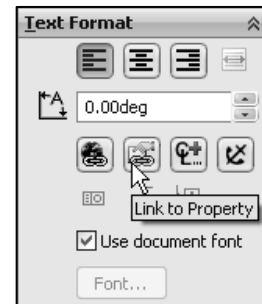 Text Format
0.00deg
Link to Property
Use document font
Font...